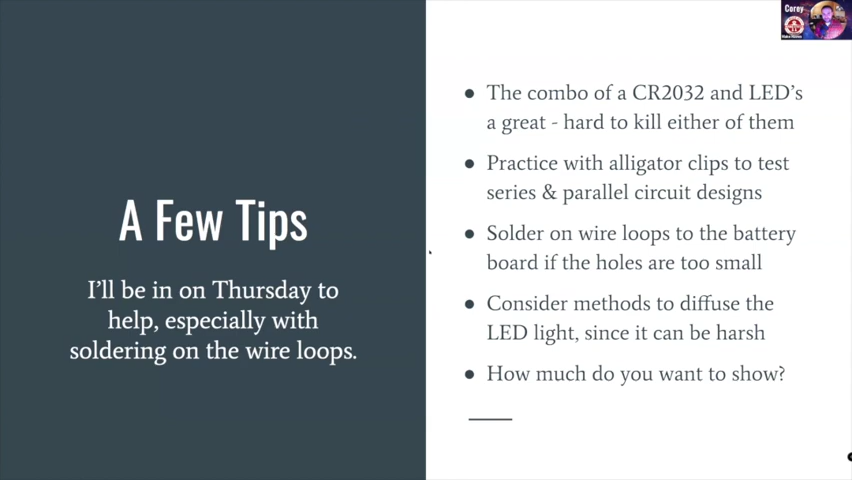 Corey
A Few Tips
I'll be in on Thursday to
help, especially with
soldering on the wire loops.
● The combo of a CR2032 and LED's
a great - hard to kill either of them
● Practice with alligator clips to test
series & parallel circuit designs
● Solder on wire loops to the battery
board if the holes are too small
● Consider methods to diffuse the
LED light, since it can be harsh
● How much do you want to show?